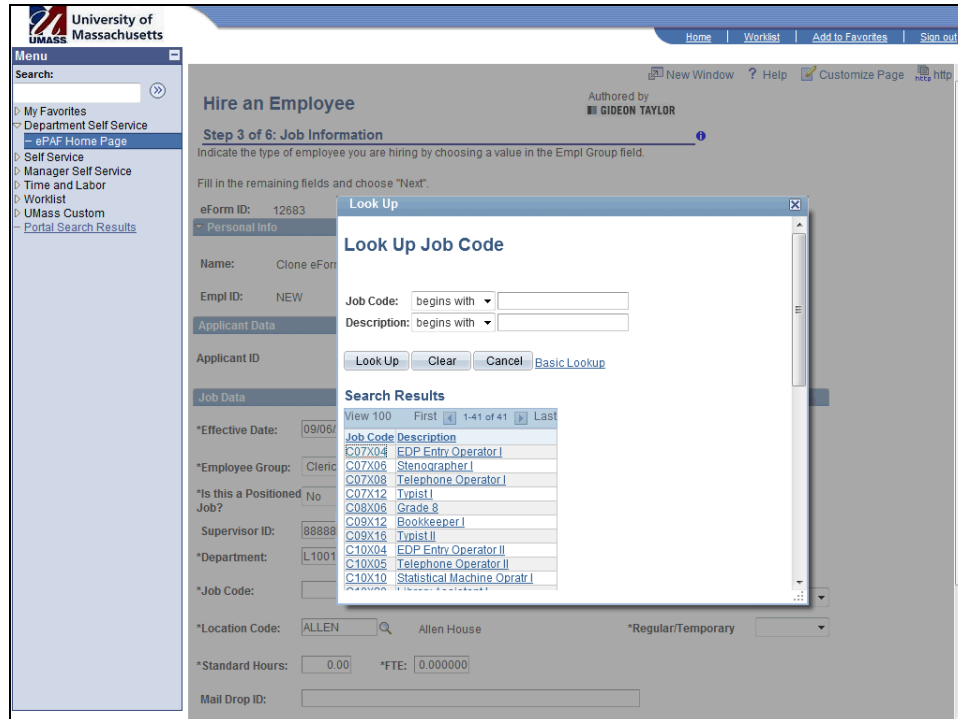 University of
UMASS Massachusetts
Home | Worklist | Add to Favorites | Sign out
Menu
Search:
My Favorites
Department Self Service
– ePAF Home Page
Self Service
Manager Self Service
Time and Labor
Worklist
UMass Custom
– Portal Search Results
New Window ? Help Customize Page http
Hire an Employee
Authored by
GIDEON TAYLOR
Step 3 of 6: Job Information
Indicate the type of employee you are hiring by choosing a value in the Empl Group field.
Fill in the remaining fields and choose "Next".
eForm ID: 12683
Personal Info
Name: Clone eForm
Empl ID: NEW
Applicant Data
Applicant ID
Job Data
*Effective Date: 09/06/
*Employee Group: Cleric
*Is this a Positioned Job? No
Supervisor ID: 88888
*Department: L1001
*Job Code:
*Location Code: ALLEN Allen House *Regular/Temporary
*Standard Hours: 0.00 *FTE: 0.000000
Mail Drop ID:
Look Up
Look Up Job Code
Job Code: begins with
Description: begins with
Look Up Clear Cancel Basic Lookup
Search Results
View 100 First 1-41 of 41 Last
Job Code Description
C07X04 EDP Entry Operator I
C07X06 Stenographer I
C07X08 Telephone Operator I
C07X12 Typist I
C08X06 Grade 8
C09X12 Bookkeeper I
C09X16 Typist II
C10X04 EDP Entry Operator II
C10X05 Telephone Operator II
C10X10 Statistical Machine Opratr I